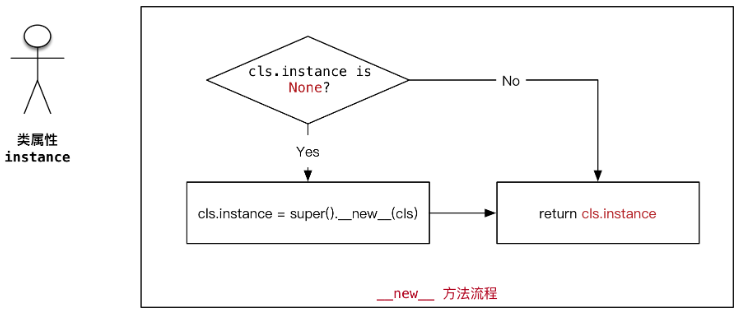 cls.instance is
None?
No
类属性
instance
Yes
cls.instance = super().__new__(cls)
return cls.instance
__new__ 方法流程